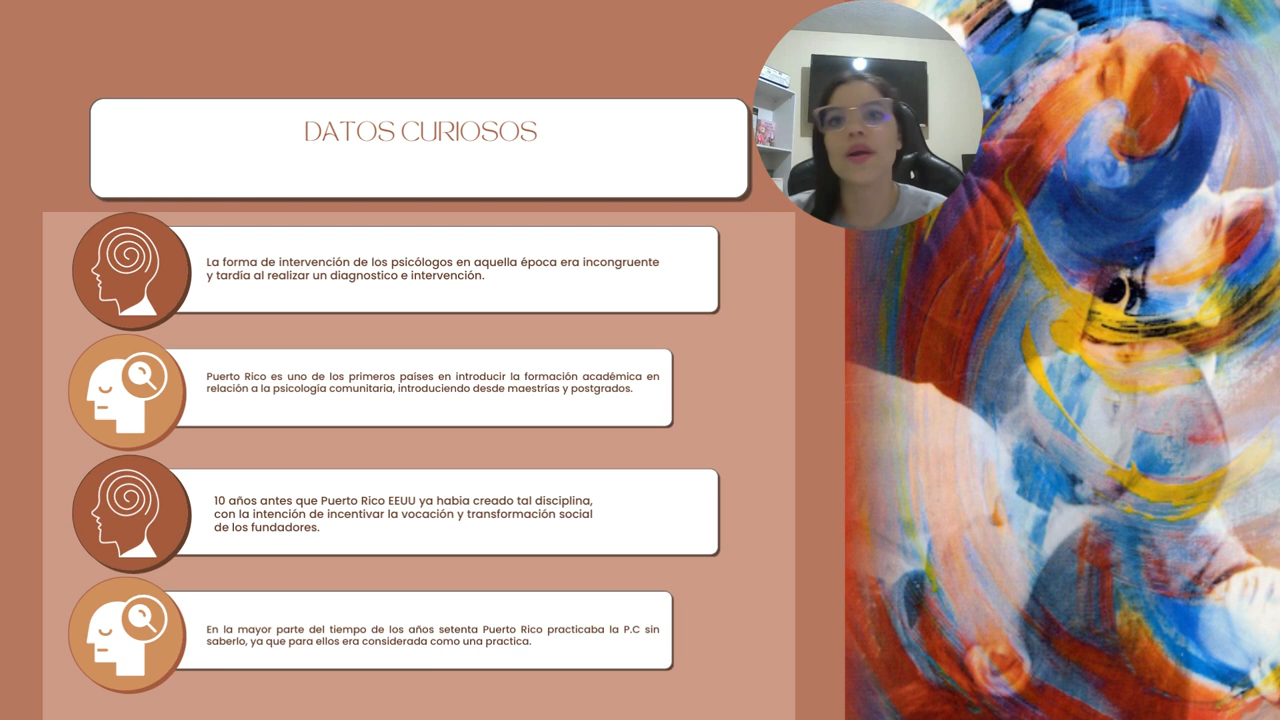 DATOS CURIOSOS
La forma de intervención de los psicólogos en aquella época era incongruente
y tardía al realizar un diagnostico e intervención.
Puerto Rico es uno de los primeros países en introducir la formación académica en
relación a la psicología comunitaria, introduciendo desde maestrías y postgrados.
10 años antes que Puerto Rico EEUU ya habia creado tal disciplina,
con la intención de incentivar la vocación y transformación social
de los fundadores.
En la mayor parte del tiempo de los años setenta Puerto Rico practicaba la P.C sin
saberlo, ya que para ellos era considerada como una practica.